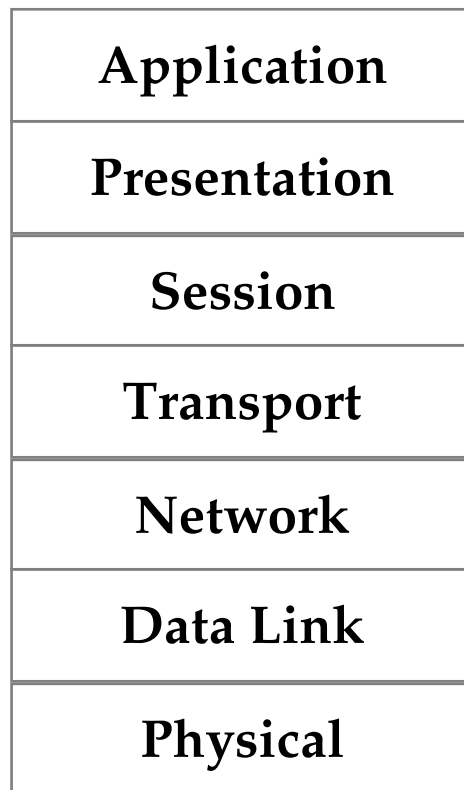 Application
Presentation
Session
Transport
Network
Data Link
Physical